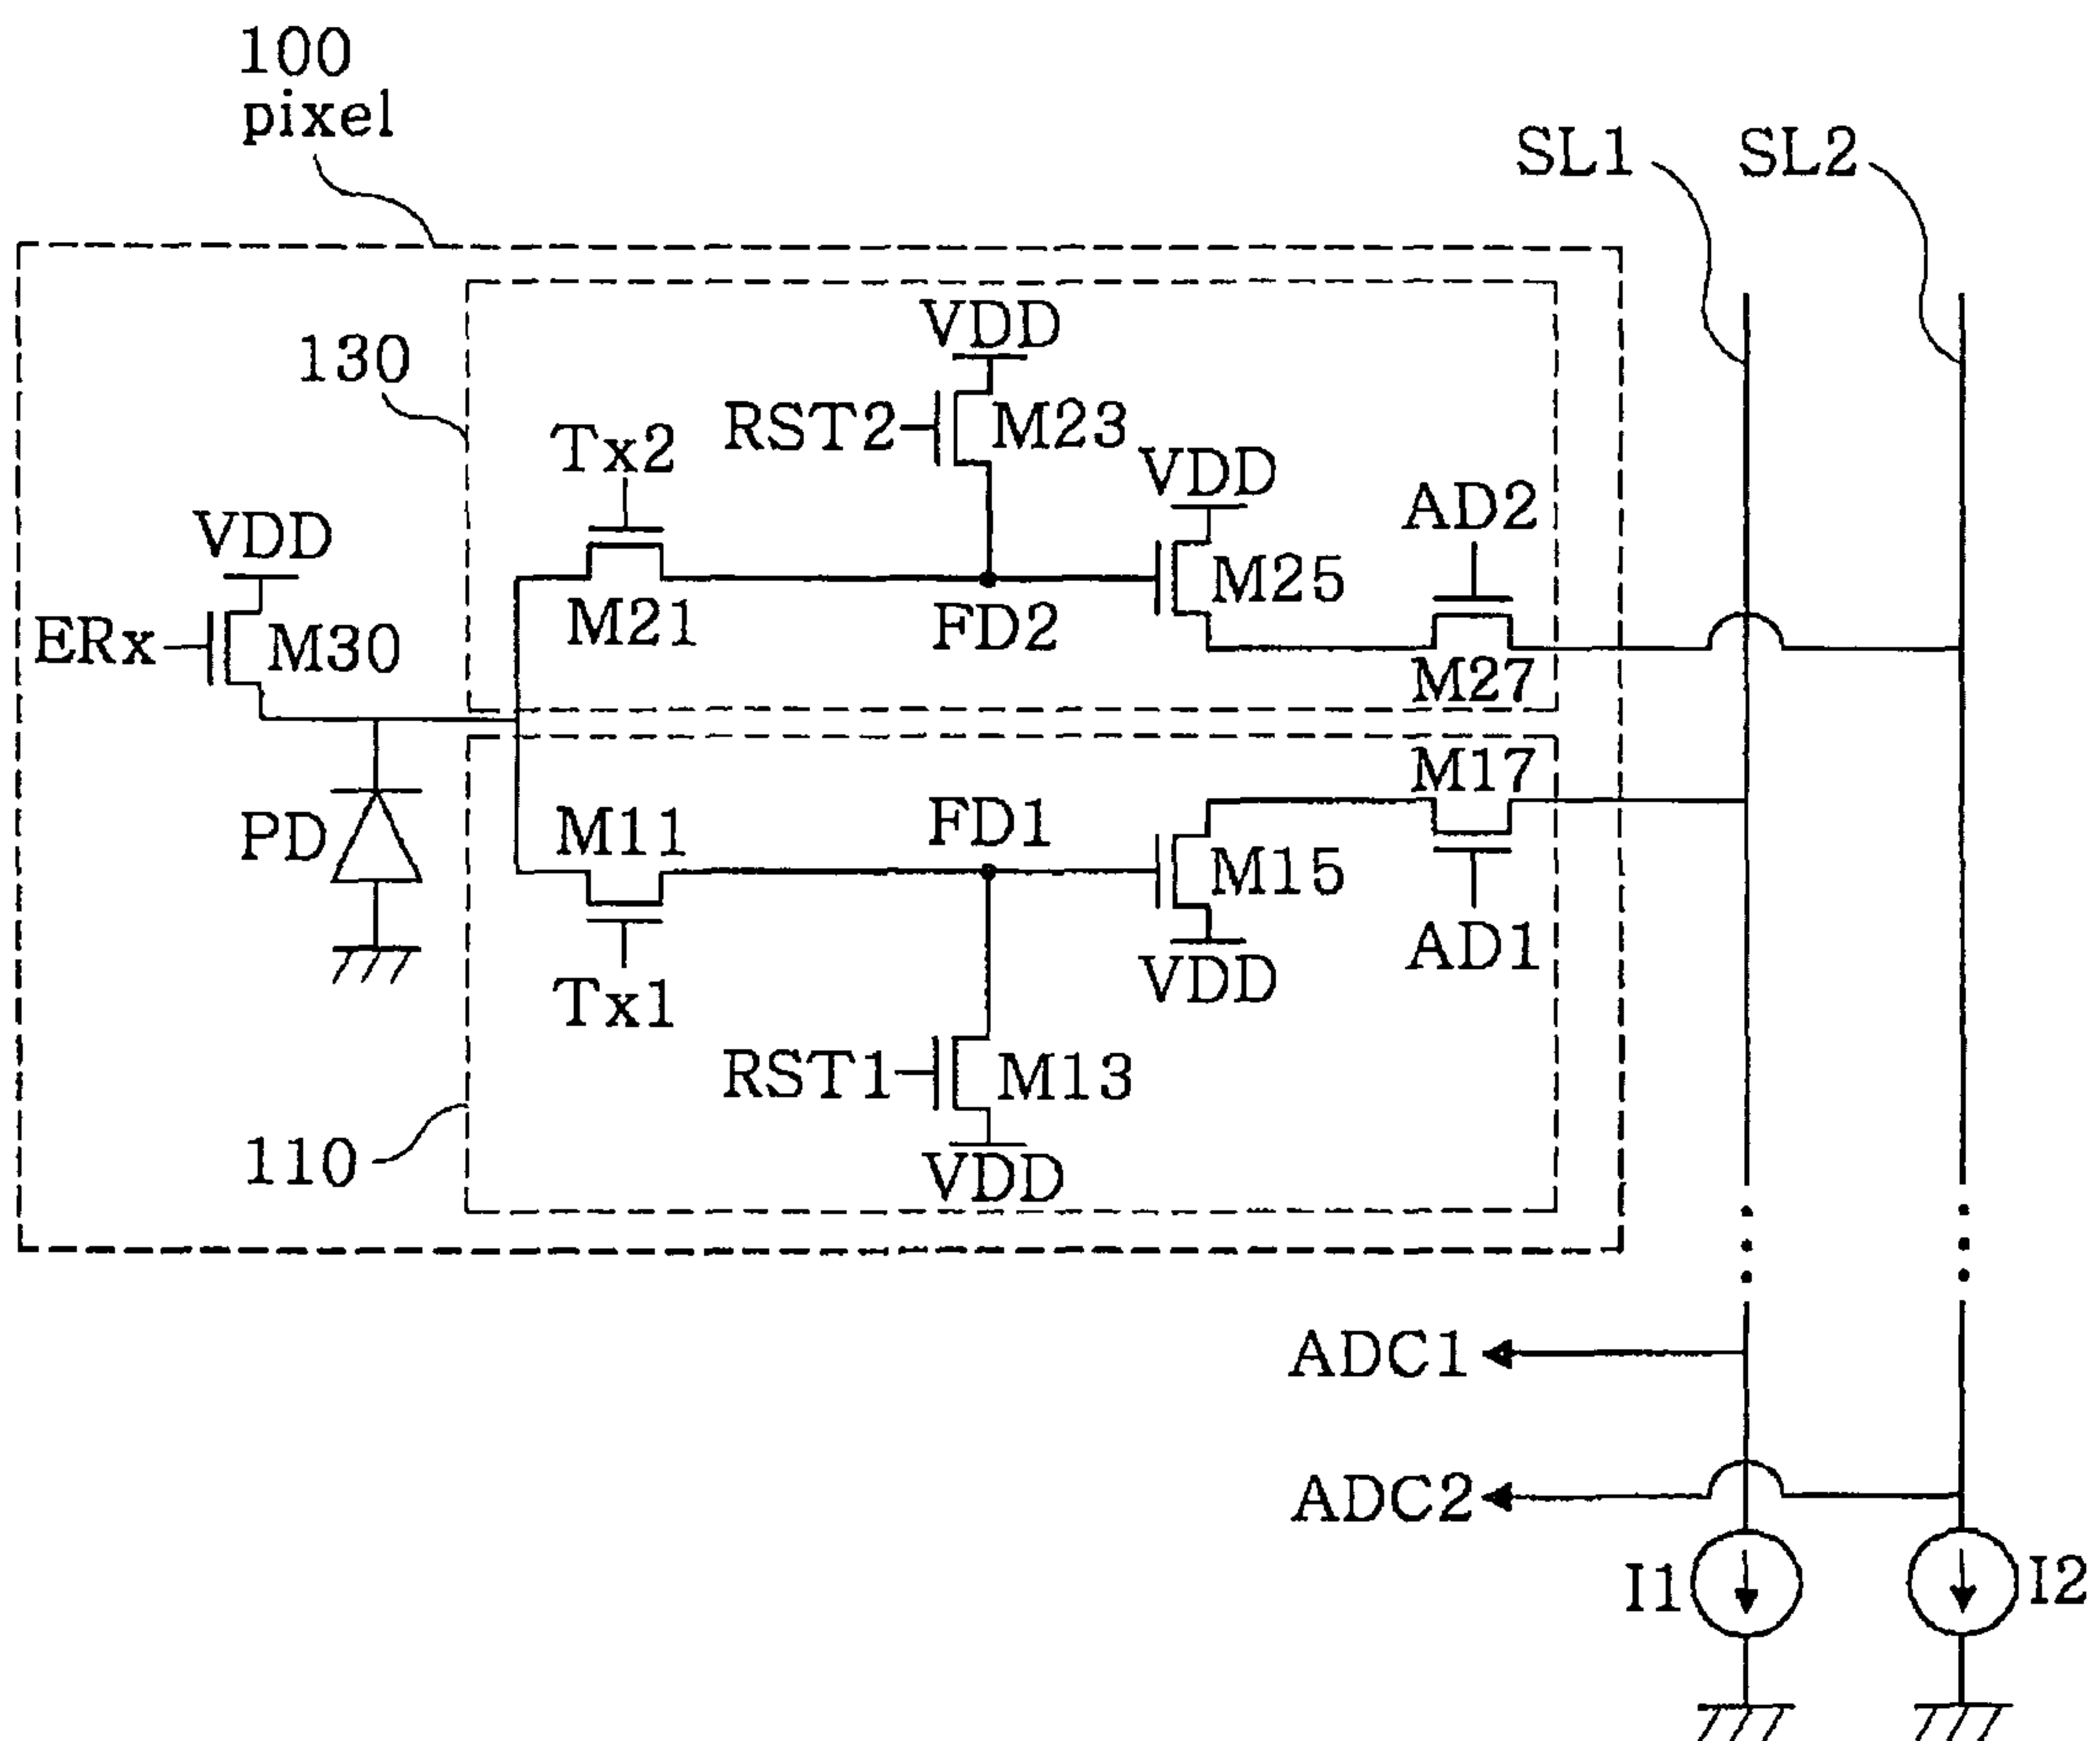 100
pixel
SL1
SL2
130
VDD
RST2
M23
Tx2
VDD
AD2
VDD
M25
M21
FD2
ERx
M30
M27
M17
PD
M11
FD1
M15
AD1
VDD
Tx1
RST1
M13
110
VDD
ADC1
ADC2
I1
I2